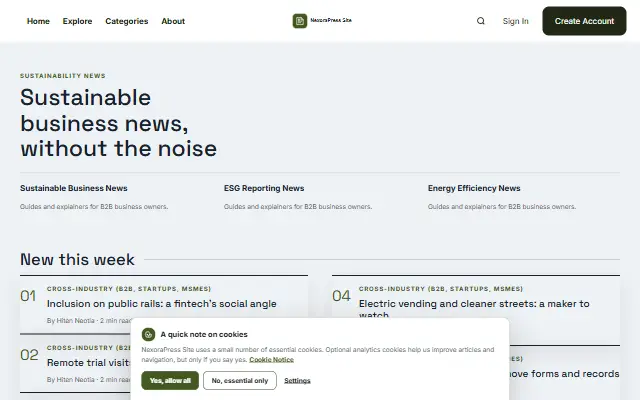 Home Explore Categories About
NexoraPress Site
Sign In
Create Account
SUSTAINABILITY NEWS
Sustainable
business news,
without the noise
Sustainable Business News
Guides and explainers for B2B business owners.
ESG Reporting News
Guides and explainers for B2B business owners.
Energy Efficiency News
Guides and explainers for B2B business owners.
New this week
01
CROSS-INDUSTRY (B2B, STARTUPS, MSMES)
Inclusion on public rails: a fintech's social angle
By Hiten Neotia · 2 min
02
CROSS-INDUSTRY
Remote trial
By Hiten Neotia · 2 min
04
CROSS-INDUSTRY (B2B, STARTUPS, MSMES)
Electric vending and cleaner streets: a maker to
watch
forms and records
A quick note on cookies
NexoraPress Site uses a small number of essential cookies. Optional analytics cookies help us improve articles and
navigation, but only if you say yes. Cookie Notice
Yes, allow all
No, essential only
Settings